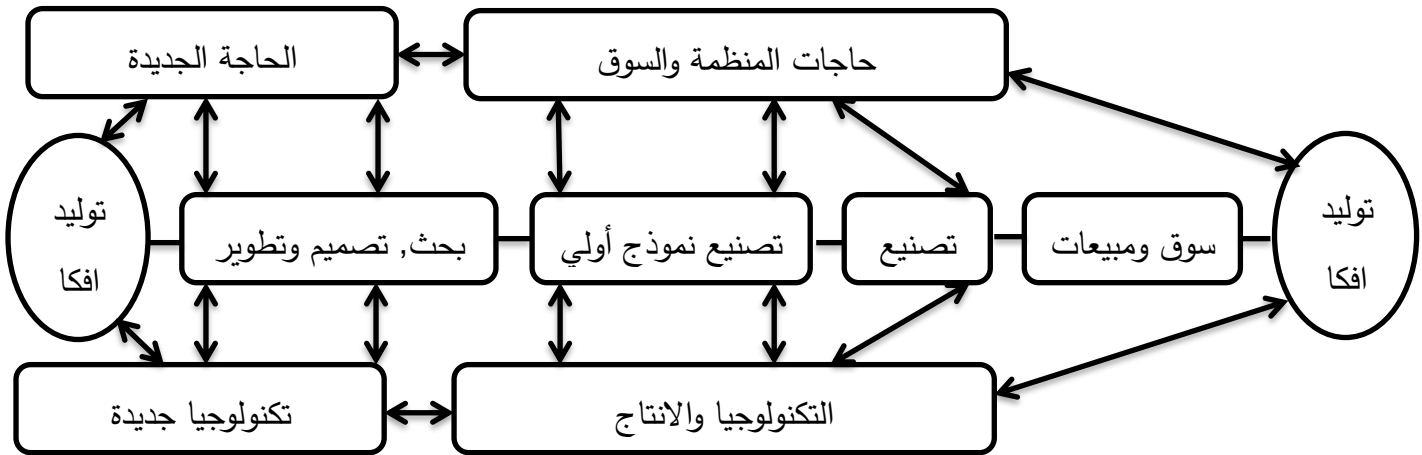 الحاجة الجديدة
حاجات المنظمة والسوق
توليد
افكا
بحث, تصميم وتطوير
تصنيع نموذج أولي
تصنيع
سوق ومبيعات
توليد
افكا
تكنولوجيا جديدة
التكنولوجيا والانتاج